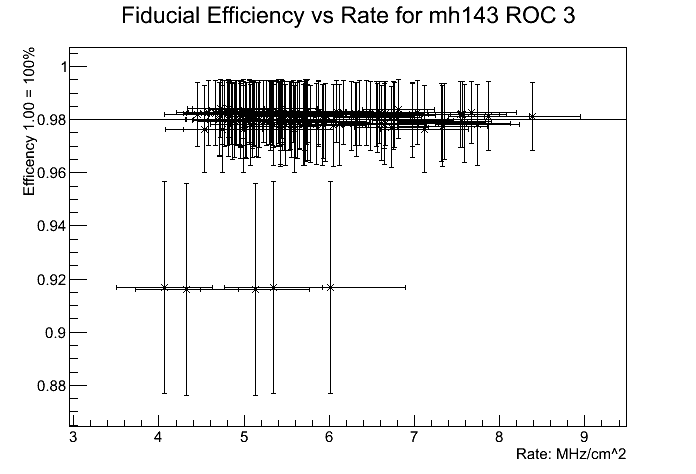 Fiducial Efficiency vs Rate for mh143 ROC 3
Efficency 1.00 = 100%
1
0.98
0.96
0.94
0.92
0.9
0.88
3 4 5 6 7 8 9
Rate: MHz/cm^2